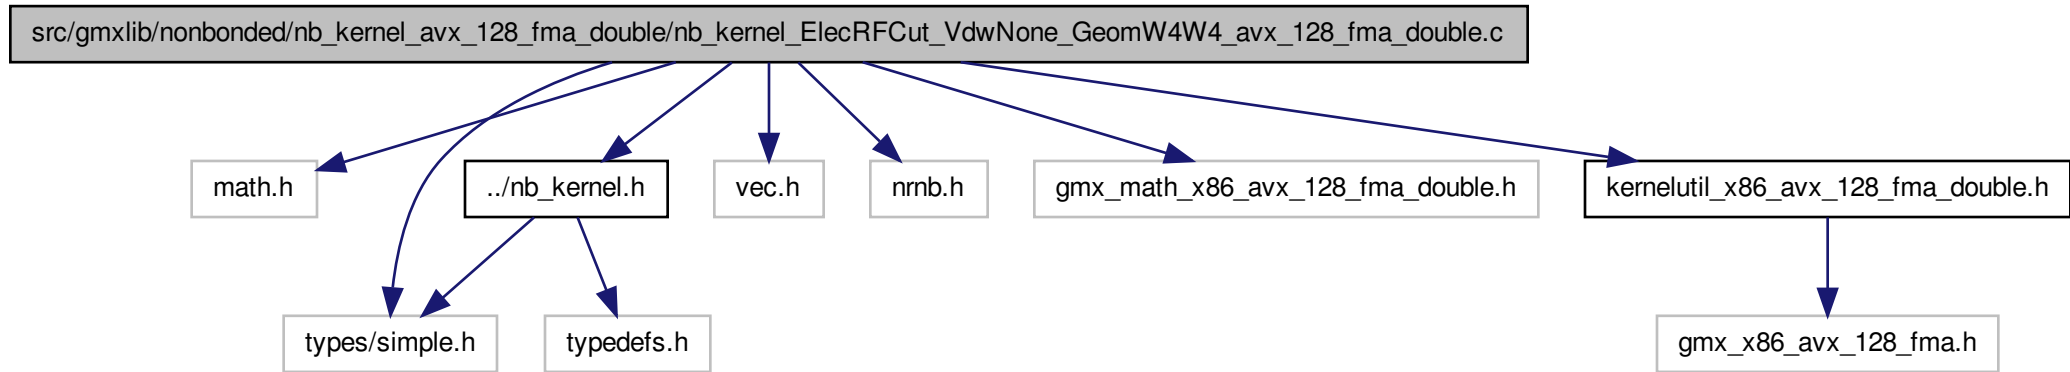 src/gmxlib/nonbonded/nb_kernel_avx_128_fma_double/nb_kernel_ElecRFCut_VdwNone_GeomW4W4_avx_128_fma_double.c
math.h
../nb_kernel.h
vec.h
nrnb.h
gmx_math_x86_avx_128_fma_double.h
kernelutil_x86_avx_128_fma_double.h
types/simple.h
typedefs.h
gmx_x86_avx_128_fma.h